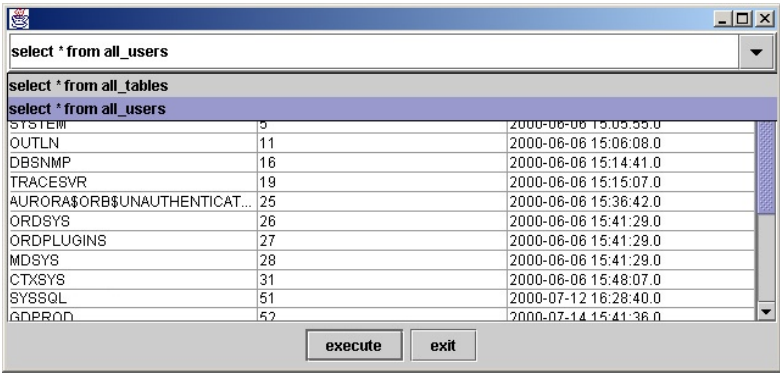 select * from all_users
select * from all_tables
select * from all_users
SYSTEM 5 2000-06-06 15:05:55.0
OUTLN 11 2000-06-06 15:06:08.0
DBSNMP 16 2000-06-06 15:14:41.0
TRACESVR 19 2000-06-06 15:15:07.0
AURORA$ORB$UNAUTHENTICAT... 25 2000-06-06 15:36:42.0
ORDSYS 26 2000-06-06 15:41:29.0
ORDPLUGINS 27 2000-06-06 15:41:29.0
MDSYS 28 2000-06-06 15:41:29.0
CTXSYS 31 2000-06-06 15:48:07.0
SYSSQL 51 2000-07-12 16:28:40.0
GDPROD 52 2000-07-14 15:41:36.0
execute exit